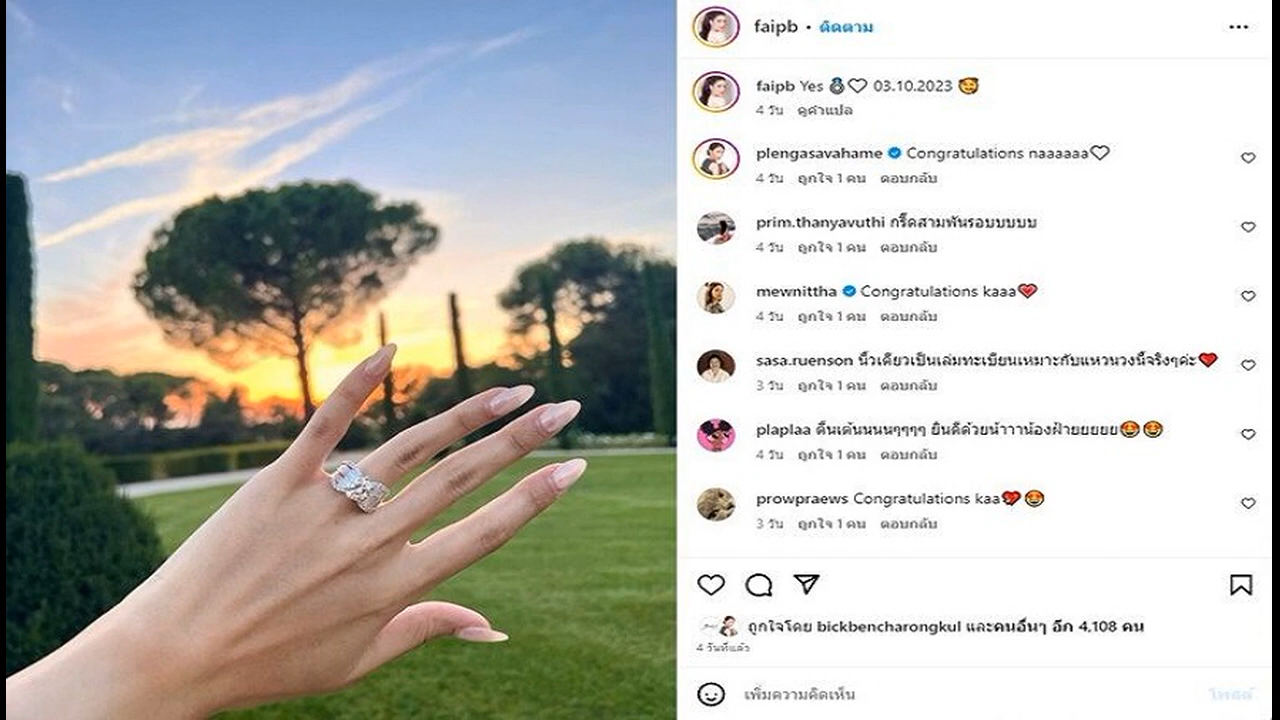 faipb • ติดตาม
faipb Yes 💍🤍 03.10.2023 🥰
4 วัน ดูคำแปล
plengasavahame Congratulations naaaaaa🤍
4 วัน ถูกใจ 1 คน ตอบกลับ
prim.thanyavuthi กรี๊ดสามพันรอบบบบบ
4 วัน ถูกใจ 1 คน ตอบกลับ
mewnittha Congratulations kaaa💖
4 วัน ถูกใจ 1 คน ตอบกลับ
sasa.ruenson นิ้วเดียวเป็นเล่มทะเบียนเหมาะกับแหวนวงนี้จริงๆค่ะ❤️
3 วัน ถูกใจ 1 คน ตอบกลับ
plaplaa ตื่นเต้นนนนๆๆๆๆ ยินดีด้วยน้าาาน้องฝ้ายยยยย🤩🤩
4 วัน ถูกใจ 1 คน ตอบกลับ
prowpraews Congratulations kaa💖🤩
3 วัน ถูกใจ 1 คน ตอบกลับ
ถูกใจโดย bickbencharongkul และคนอื่นๆ อีก 4,108 คน
4 วันที่แล้ว
เพิ่มความคิดเห็น
โพสต์